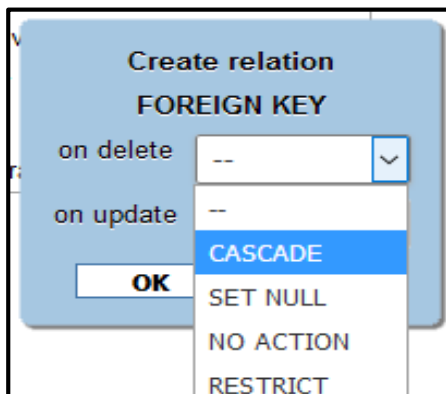 Create relation
FOREIGN KEY
on delete --
on update --
CASCADE
OK SET NULL
NO ACTION
RESTRICT